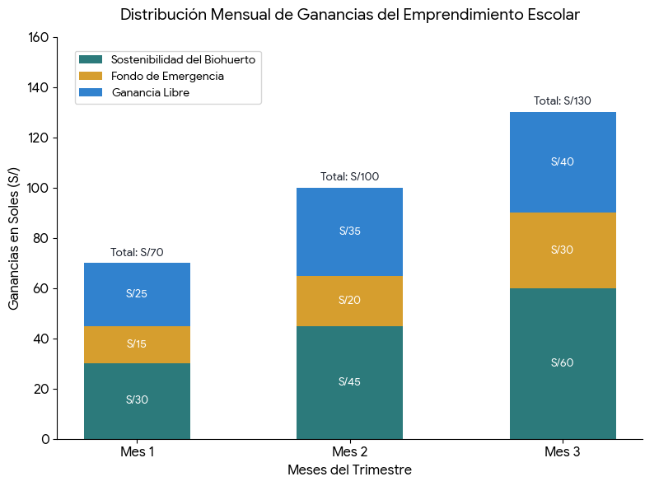 Distribución Mensual de Ganancias del Emprendimiento Escolar
Ganancias en Soles (S/)
160
140
120
100
80
60
40
20
0
Sostenibilidad del Biohuerto
Fondo de Emergencia
Ganancia Libre
Total: S/70
S/25
S/15
S/30
Total: S/100
S/35
S/20
S/45
Total: S/130
S/40
S/30
S/60
Mes 1
Mes 2
Mes 3
Meses del Trimestre